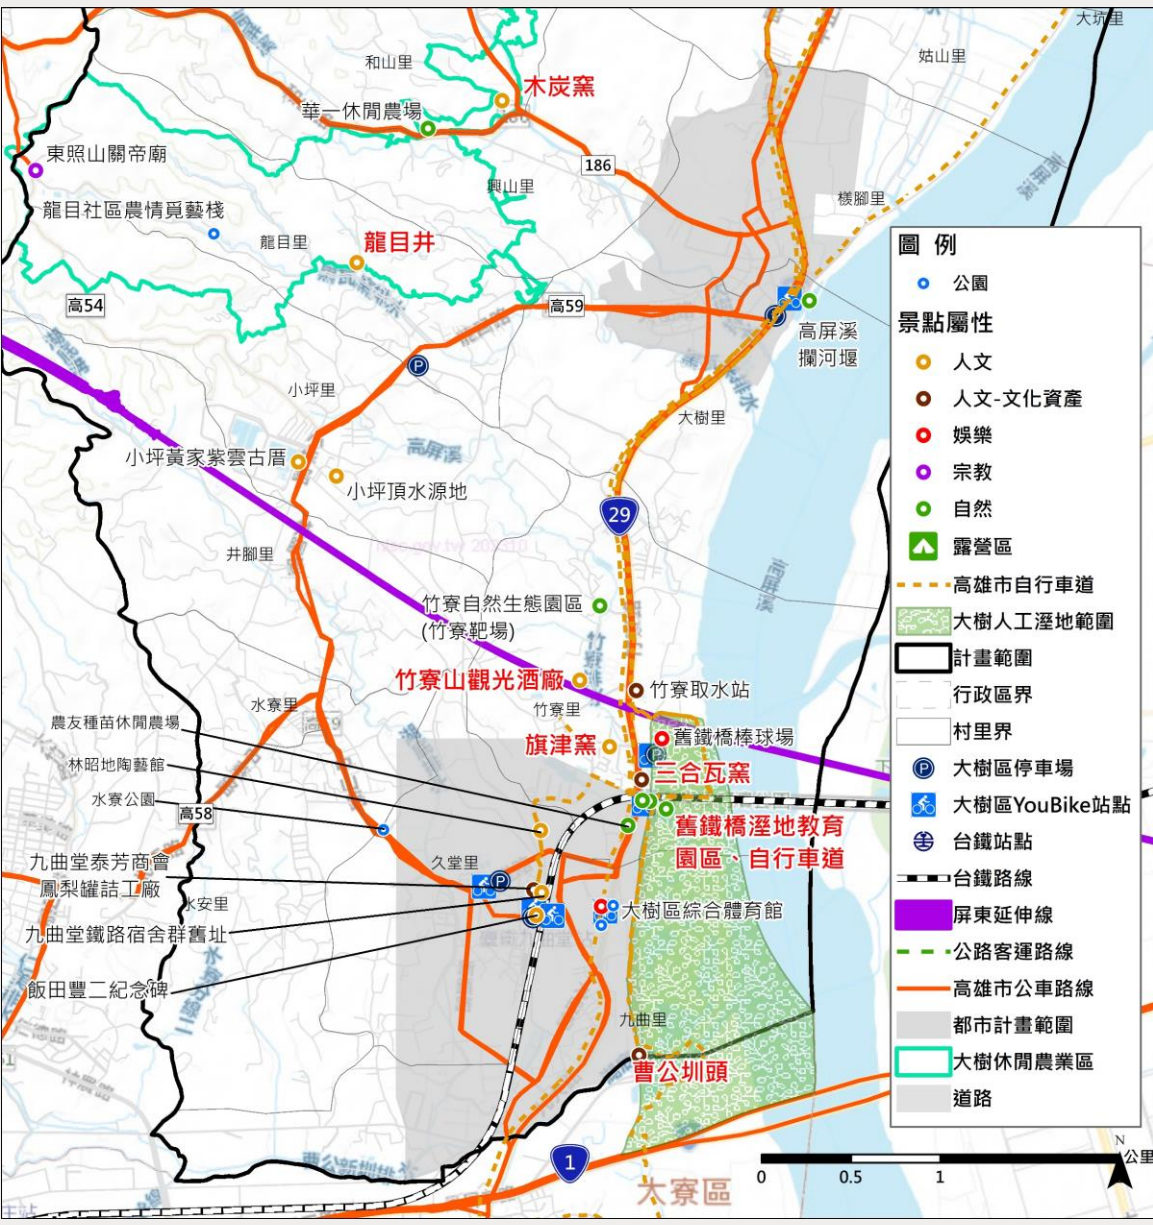 大坑里
姑山里
和山里
木炭窯
華一休閒農場
東照山關帝廟
186
高屏溪
興山里
樣腳里
龍目社區農情覓藝棧
龍目里
龍目井
高54
高59
高屏溪
攔河堰
小坪里
大樹里
高屏溪
小坪黃家紫雲古厝
小坪頂水源地
29
井腳里
高屏溪
竹寮自然生態園區
(竹寮靶場)
竹寮山觀光酒廠
竹寮取水站
水寮里
竹寮里
農友種苗休閒農場
旗津窯
舊鐵橋棒球場
林昭地陶藝館
三合瓦窯
水寮公園
高58
舊鐵橋溼地教育
園區、自行車道
九曲堂泰芳商會
鳳梨罐詰工廠
久堂里
水安里
大樹區綜合體育館
九曲堂鐵路宿舍群舊址
飯田豐二紀念碑
九曲里
曹公圳頭
1
大寮區
圖 例
公園
景點屬性
人文
人文-文化資產
娛樂
宗教
自然
露營區
高雄市自行車道
大樹人工溼地範圍
計畫範圍
行政區界
村里界
大樹區停車場
大樹區YouBike站點
台鐵站點
台鐵路線
屏東延伸線
公路客運路線
高雄市公車路線
都市計畫範圍
大樹休閒農業區
道路
N
公里
0
0.5
1